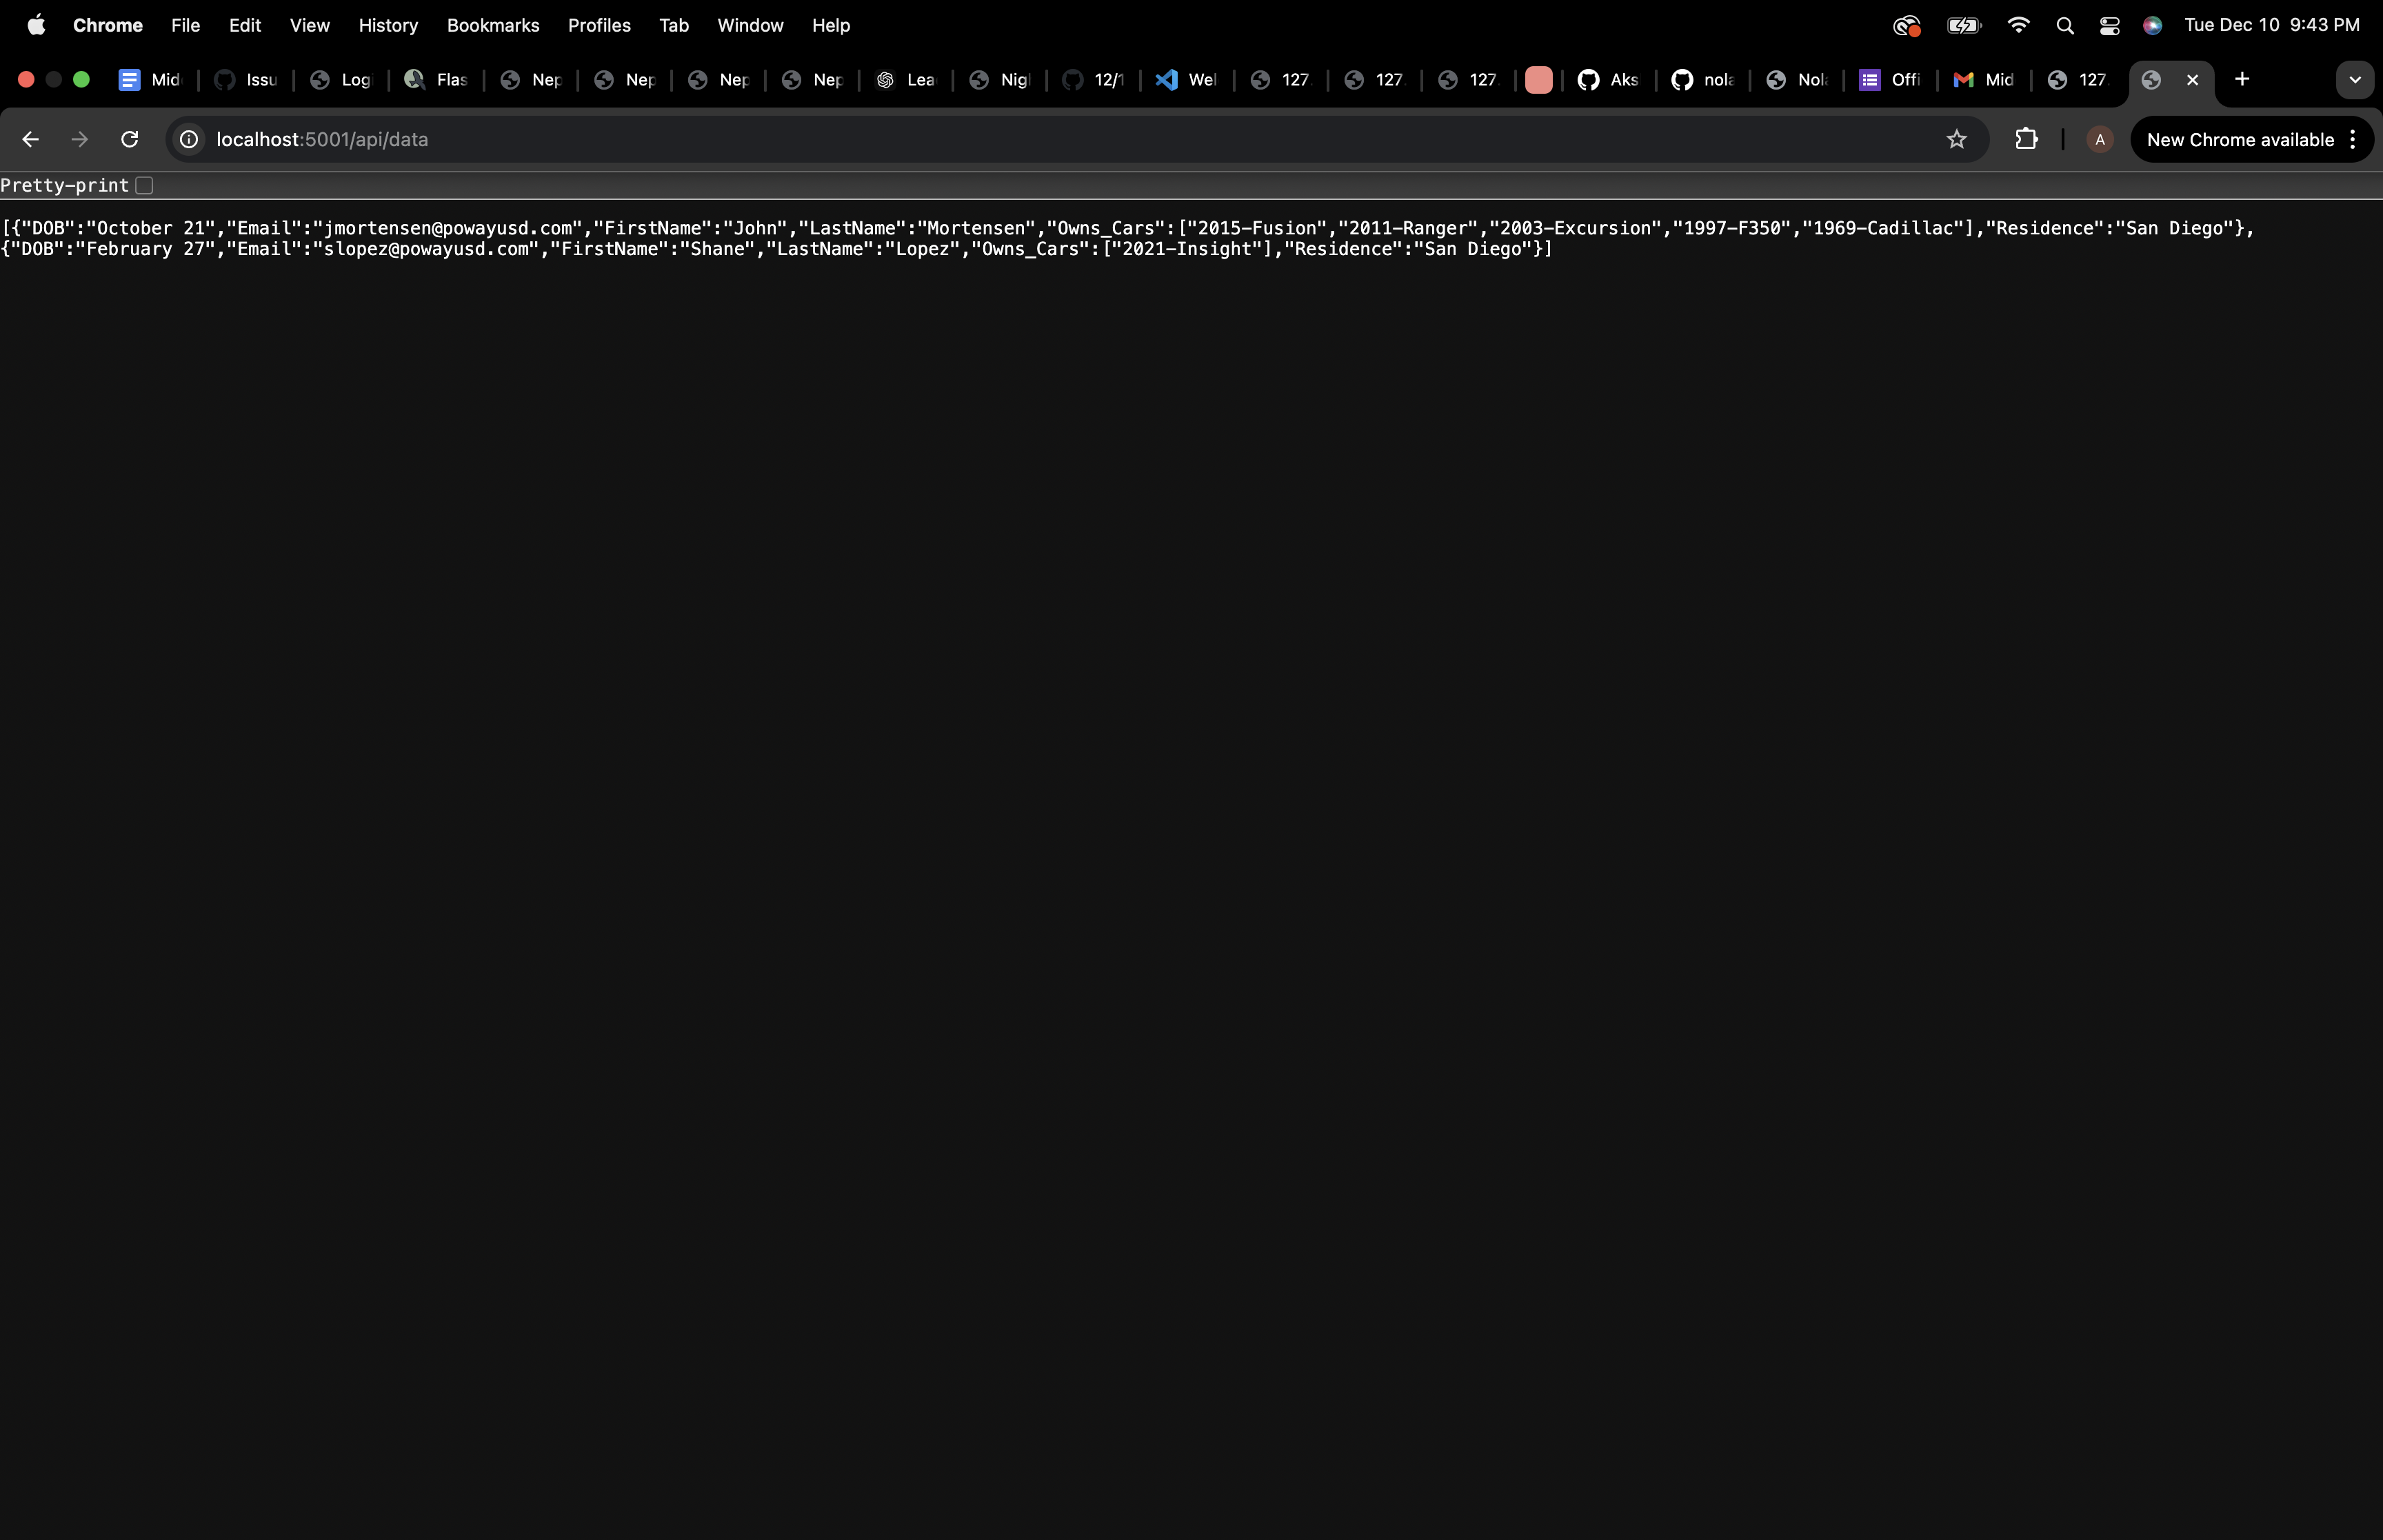 Chrome File Edit View History Bookmarks Profiles Tab Window Help Tue Dec 10 9:43 PM
Mid Issu Logi Flas Nep Nep Nep Nep Lea Nigl 12/1 Wel 127. 127. 127. Aks nola Nola Offi Mid 127.
localhost:5001/api/data A New Chrome available
Pretty-print
[{"DOB":"October 21","Email":"jmortensen@powayusd.com","FirstName":"John","LastName":"Mortensen","Owns_Cars":["2015-Fusion","2011-Ranger","2003-Excursion","1997-F350","1969-Cadillac"],"Residence":"San Diego"},
{"DOB":"February 27","Email":"slopez@powayusd.com","FirstName":"Shane","LastName":"Lopez","Owns_Cars":["2021-Insight"],"Residence":"San Diego"}]